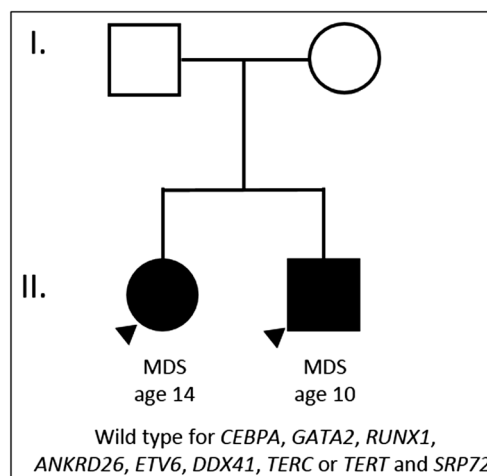 I.
II.
MDS MDS
age 14 age 10
Wild type for CEBPA, GATA2, RUNX1,
ANKRD26, ETV6, DDX41, TERC or TERT and SRP72